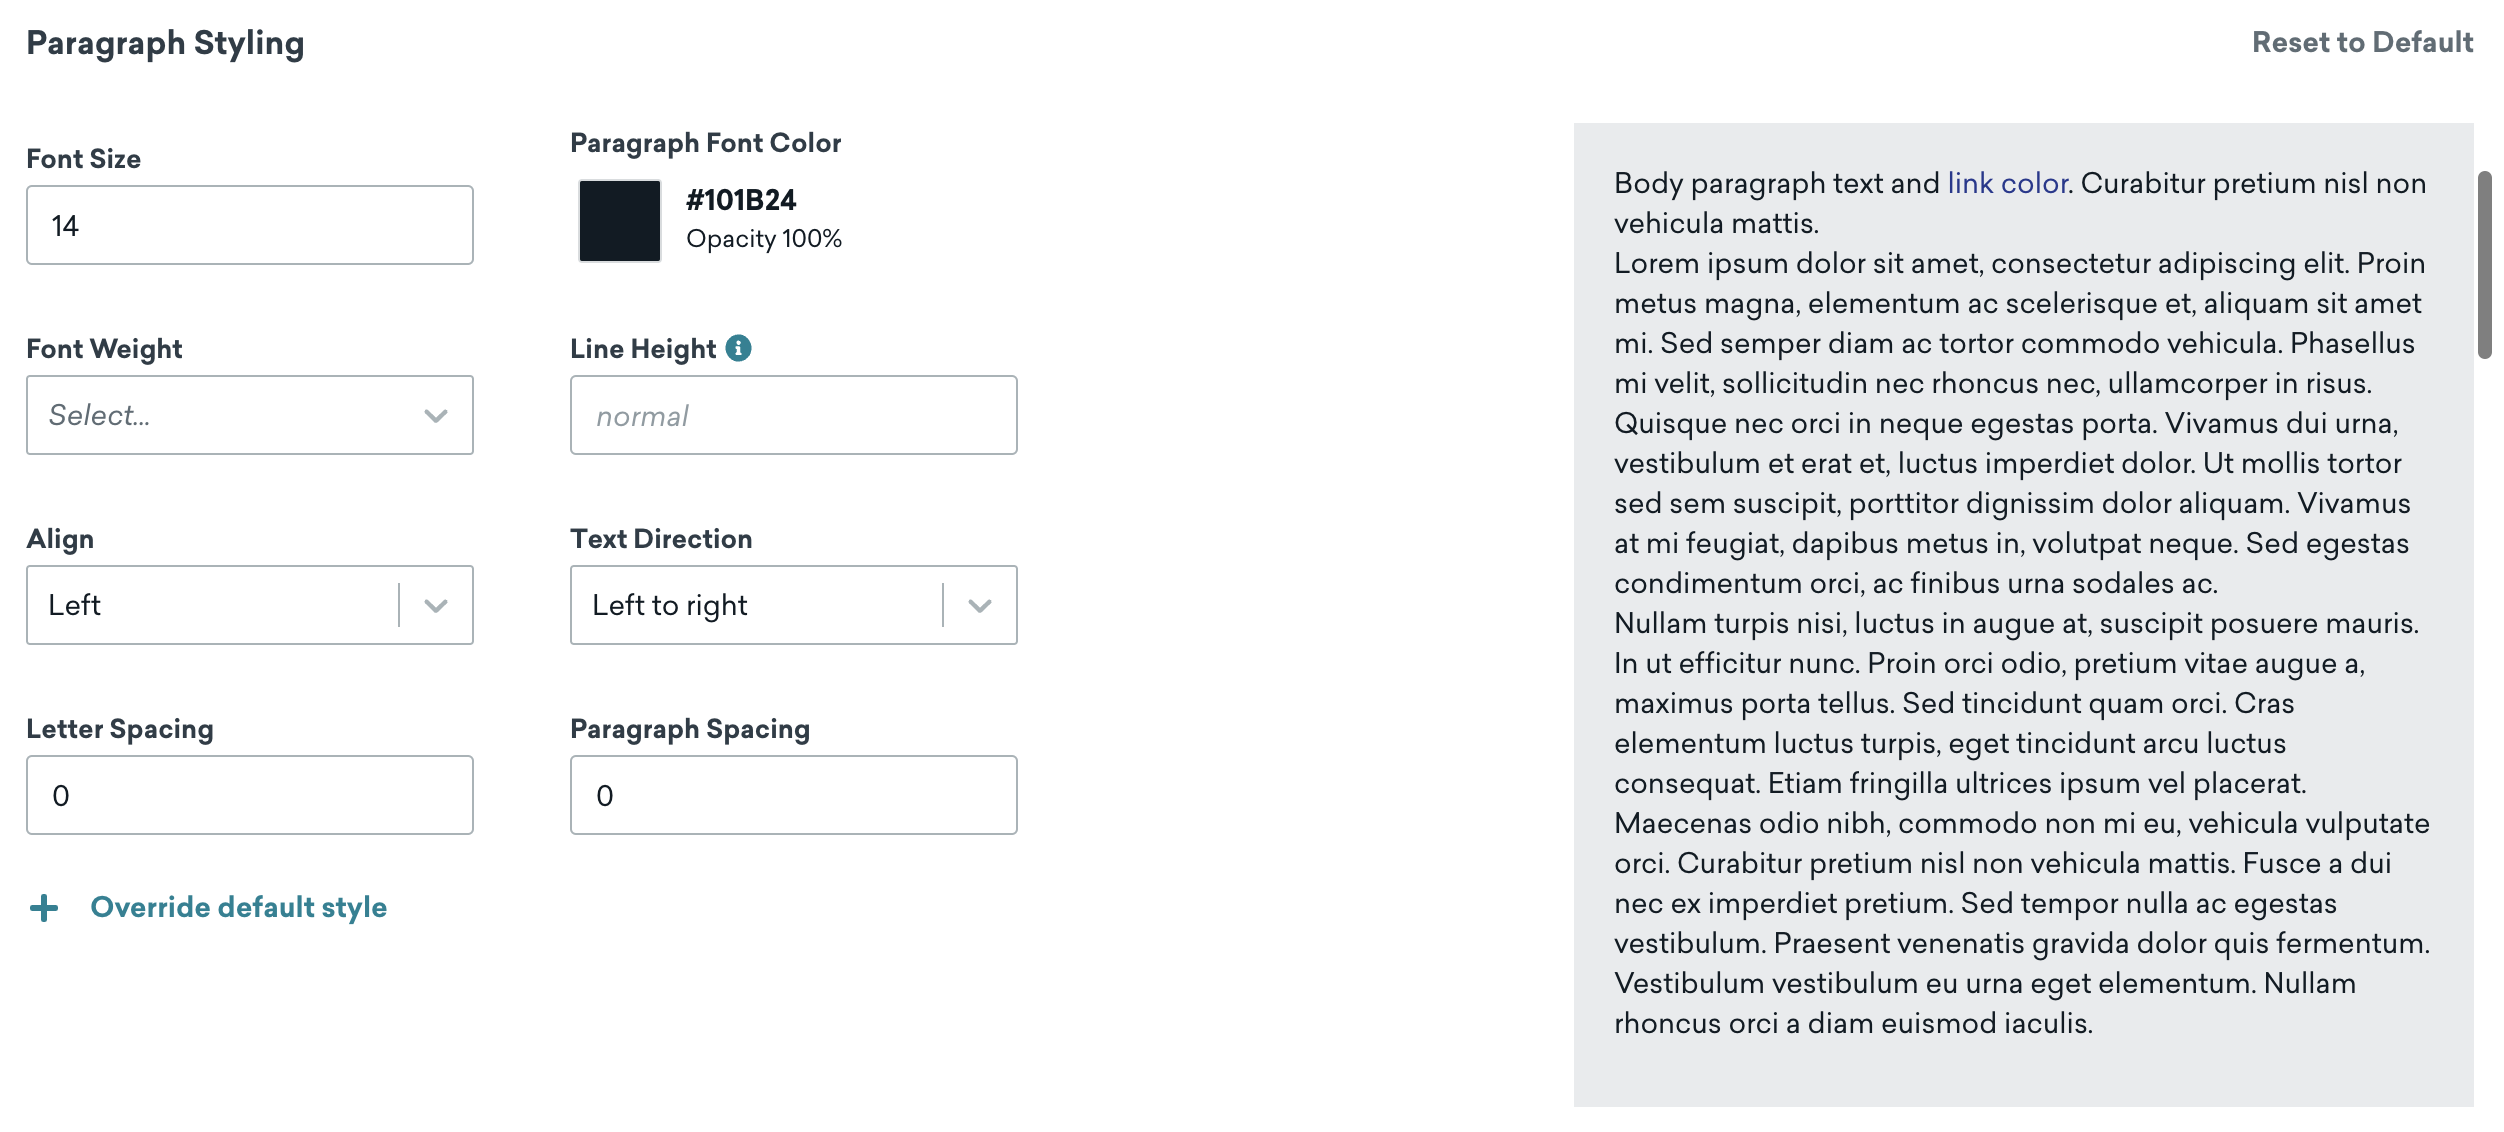 Paragraph Styling
Reset to Default
Font Size
14
Paragraph Font Color
#101B24
Opacity 100%
Font Weight
Select...
Line Height
normal
Align
Left
Text Direction
Left to right
Letter Spacing
0
Paragraph Spacing
0
Override default style
Body paragraph text and link color. Curabitur pretium nisl non
vehicula mattis.
Lorem ipsum dolor sit amet, consectetur adipiscing elit. Proin
metus magna, elementum ac scelerisque et, aliquam sit amet
mi. Sed semper diam ac tortor commodo vehicula. Phasellus
mi velit, sollicitudin nec rhoncus nec, ullamcorper in risus.
Quisque nec orci in neque egestas porta. Vivamus dui urna,
vestibulum et erat et, luctus imperdiet dolor. Ut mollis tortor
sed sem suscipit, porttitor dignissim dolor aliquam. Vivamus
at mi feugiat, dapibus metus in, volutpat neque. Sed egestas
condimentum orci, ac finibus urna sodales ac.
Nullam turpis nisi, luctus in augue at, suscipit posuere mauris.
In ut efficitur nunc. Proin orci odio, pretium vitae augue a,
maximus porta tellus. Sed tincidunt quam orci. Cras
elementum luctus turpis, eget tincidunt arcu luctus
consequat. Etiam fringilla ultrices ipsum vel placerat.
Maecenas odio nibh, commodo non mi eu, vehicula vulputate
orci. Curabitur pretium nisl non vehicula mattis. Fusce a dui
nec ex imperdiet pretium. Sed tempor nulla ac egestas
vestibulum. Praesent venenatis gravida dolor quis fermentum.
Vestibulum vestibulum eu urna eget elementum. Nullam
rhoncus orci a diam euismod iaculis.